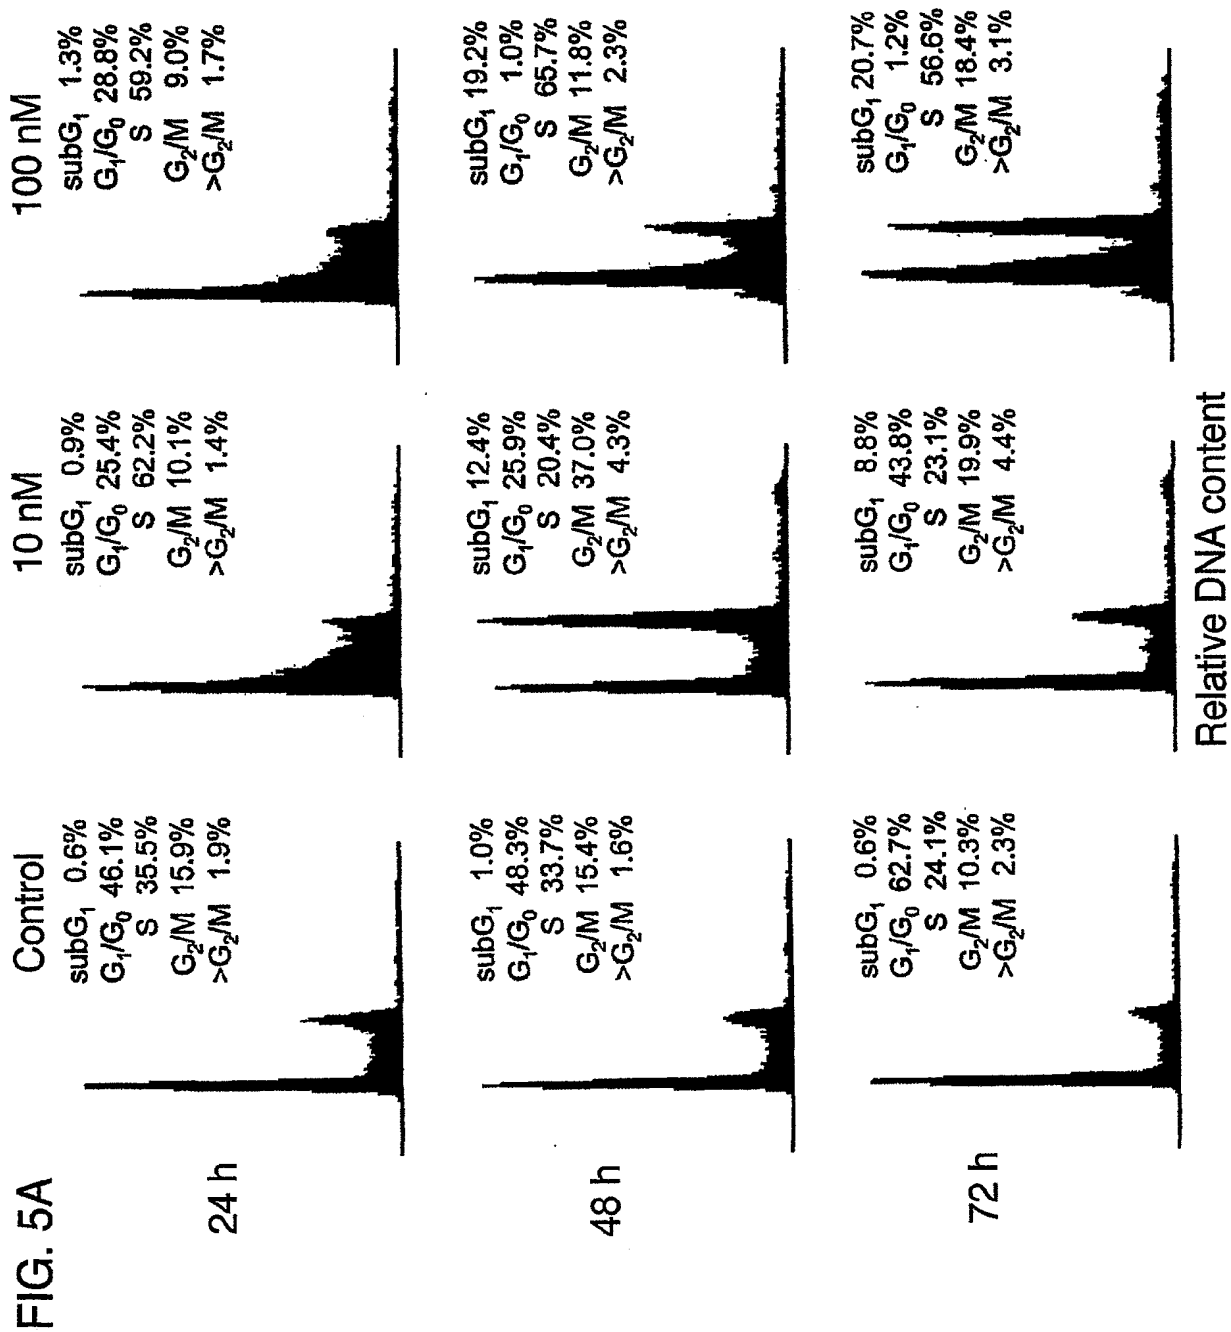 FIG. 5A
Control
10 nM
100 nM
24 h
subG₁ 0.6%
G₁/G₀ 46.1%
S 35.5%
G₂/M 15.9%
>G₂/M 1.9%
subG₁ 0.9%
G₁/G₀ 25.4%
S 62.2%
G₂/M 10.1%
>G₂/M 1.4%
subG₁ 1.3%
G₁/G₀ 28.8%
S 59.2%
G₂/M 9.0%
>G₂/M 1.7%
48 h
subG₁ 1.0%
G₁/G₀ 48.3%
S 33.7%
G₂/M 15.4%
>G₂/M 1.6%
subG₁ 12.4%
G₁/G₀ 25.9%
S 20.4%
G₂/M 37.0%
>G₂/M 4.3%
subG₁ 19.2%
G₁/G₀ 1.0%
S 65.7%
G₂/M 11.8%
>G₂/M 2.3%
72 h
subG₁ 0.6%
G₁/G₀ 62.7%
S 24.1%
G₂/M 10.3%
>G₂/M 2.3%
subG₁ 8.8%
G₁/G₀ 43.8%
S 23.1%
G₂/M 19.9%
>G₂/M 4.4%
subG₁ 20.7%
G₁/G₀ 1.2%
S 56.6%
G₂/M 18.4%
>G₂/M 3.1%
Relative DNA content